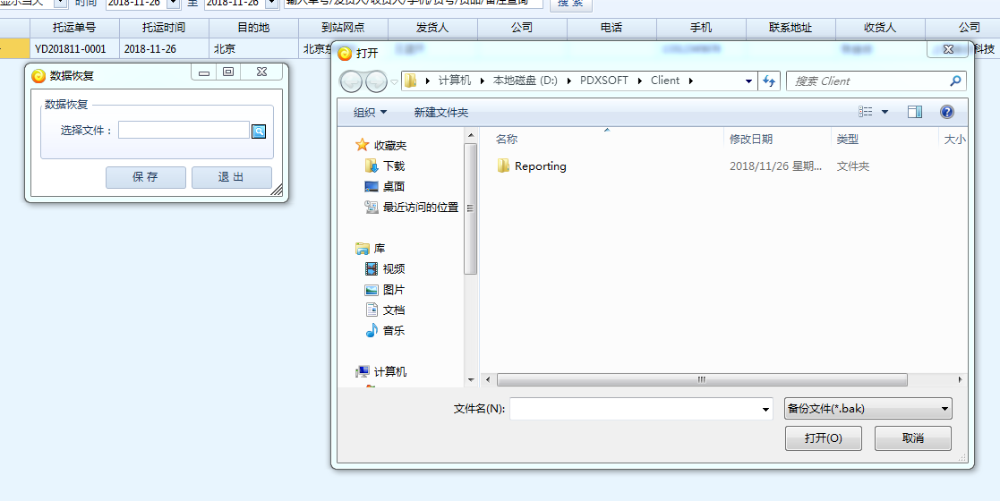 显示当天 时间 2018-11-26 至 2018-11-26 输入单号/发货人/收货人/手机/货号/货品/备注查询 搜 索
托运单号 托运时间 目的地 到站网点 发货人 公司 电话 手机 联系地址 收货人 公司
YD201811-0001 2018-11-26 北京 科技
数据恢复
数据恢复
选择文件：
保 存 退 出
打开
计算机 本地磁盘 (D:) PDXSOFT Client 搜索 Client
组织 新建文件夹
收藏夹
下载
桌面
最近访问的位置
库
视频
图片
文档
音乐
计算机
名称 修改日期 类型 大小
Reporting 2018/11/26 星期... 文件夹
文件名(N): 备份文件(*.bak)
打开(O) 取消